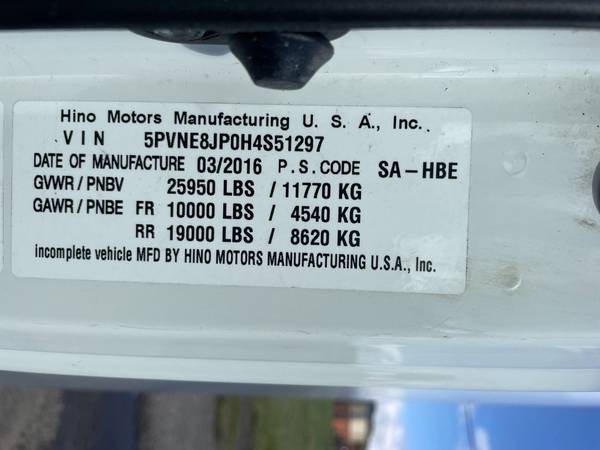 Hino Motors Manufacturing U. S. A., Inc.
VIN 5PVNE8JP0H4S51297
DATE OF MANUFACTURE 03/2016 P.S.CODE SA-HBE
GVWR / PNBV 25950 LBS / 11770 KG
GAWR / PNBE FR 10000 LBS / 4540 KG
RR 19000 LBS / 8620 KG
incomplete vehicle MFD BY HINO MOTORS MANUFACTURING U.S.A., Inc.